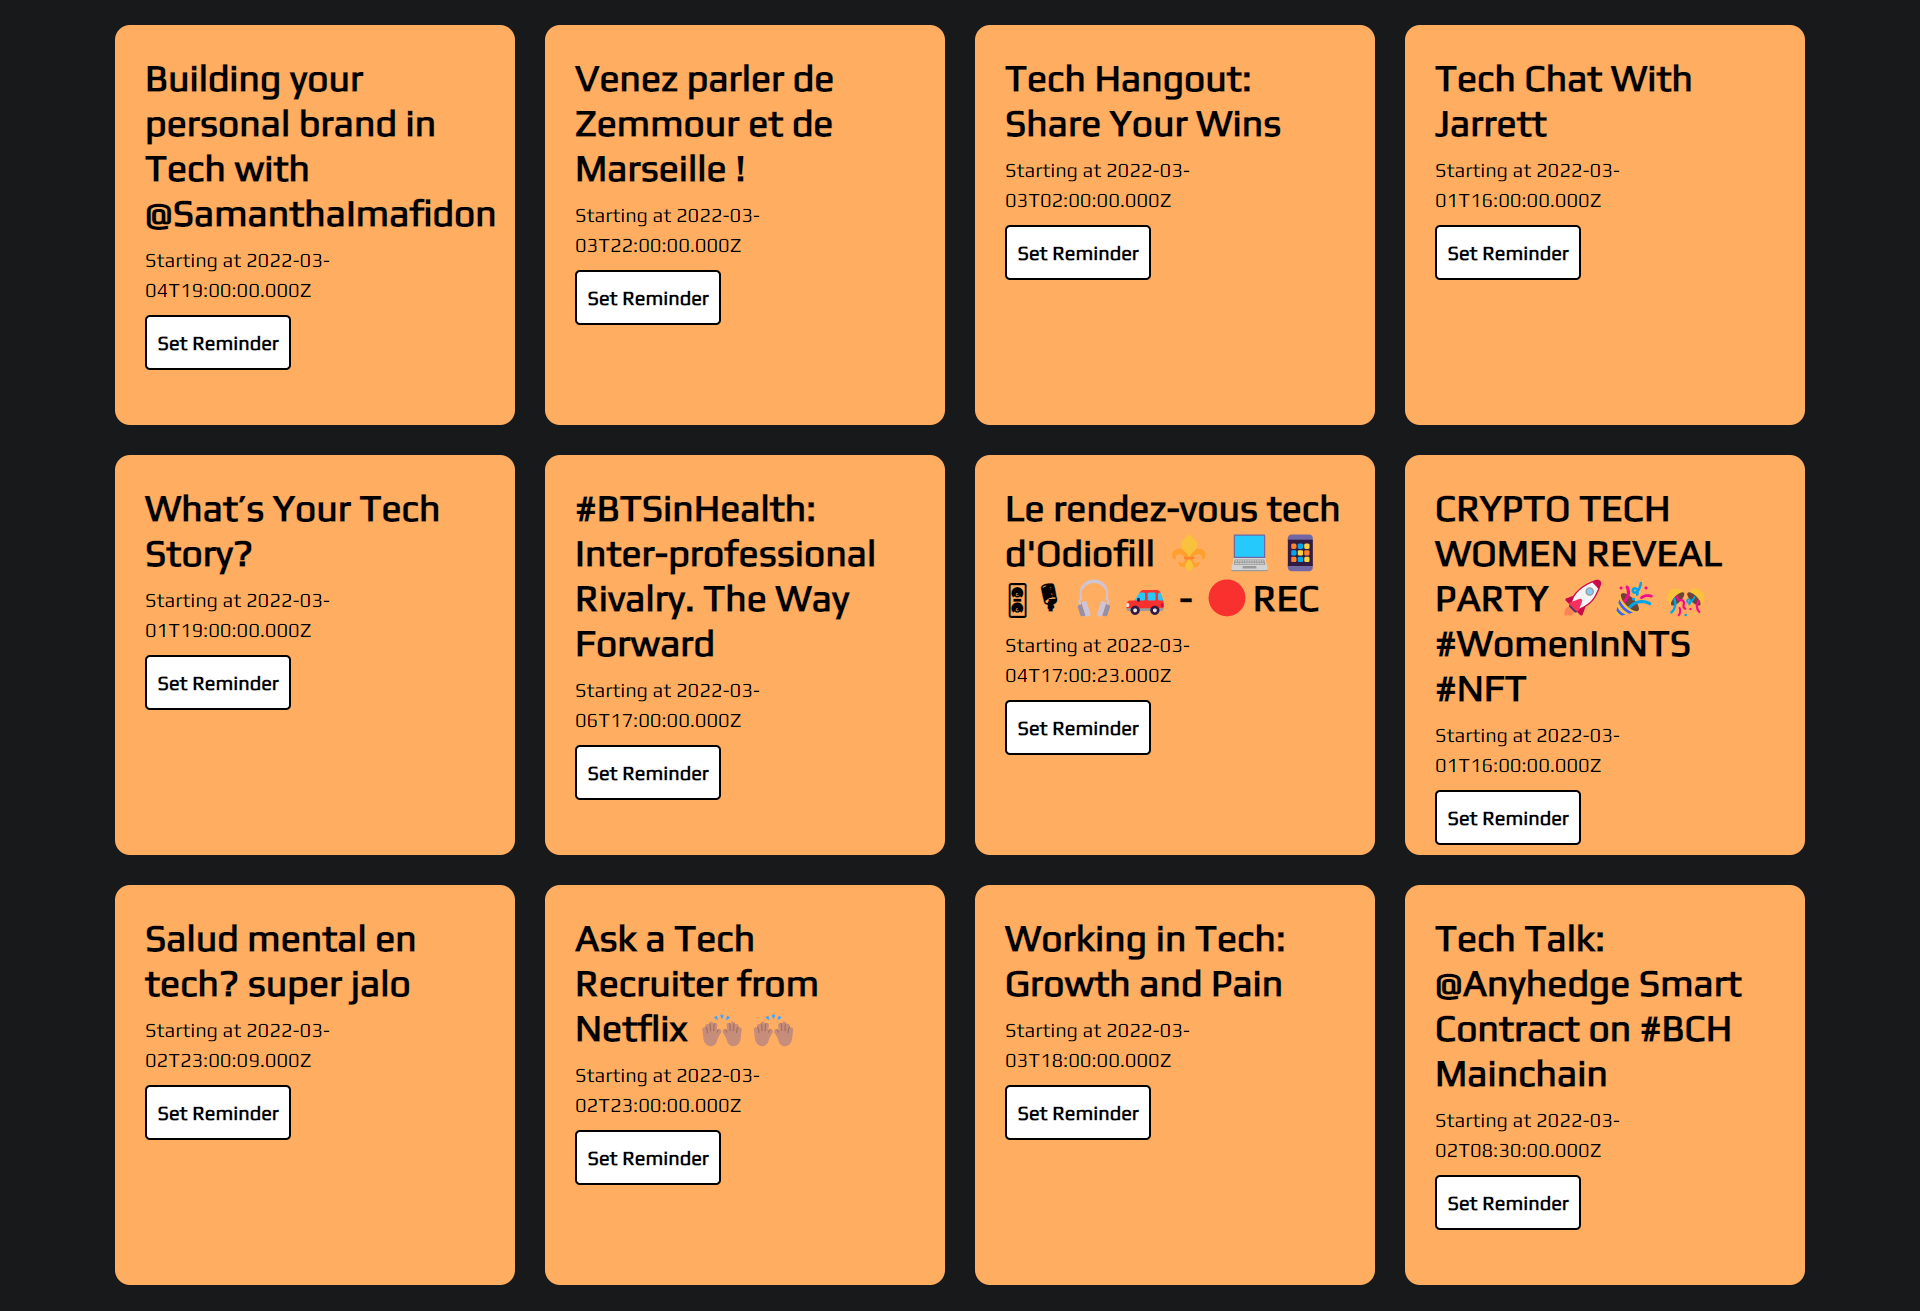 Building your
personal brand in
Tech with
@SamanthaImafidon
Starting at 2022-03-
04T19:00:00.000Z
Set Reminder
Venez parler de
Zemmour et de
Marseille !
Starting at 2022-03-
03T22:00:00.000Z
Set Reminder
Tech Hangout:
Share Your Wins
Starting at 2022-03-
03T02:00:00.000Z
Set Reminder
Tech Chat With
Jarrett
Starting at 2022-03-
01T16:00:00.000Z
Set Reminder
What’s Your Tech
Story?
Starting at 2022-03-
01T19:00:00.000Z
Set Reminder
#BTSinHealth:
Inter-professional
Rivalry. The Way
Forward
Starting at 2022-03-
06T17:00:00.000Z
Set Reminder
Le rendez-vous tech
d'Odiofill ⚜️ 💻 📱
🎛🎙 🎧 🚗 - 🔴 REC
Starting at 2022-03-
04T17:00:23.000Z
Set Reminder
CRYPTO TECH
WOMEN REVEAL
PARTY 🚀 🎉 🎊
#WomenInNTS
#NFT
Starting at 2022-03-
01T16:00:00.000Z
Set Reminder
Salud mental en
tech? super jalo
Starting at 2022-03-
02T23:00:09.000Z
Set Reminder
Ask a Tech
Recruiter from
Netflix 🙌🏽 🙌🏽
Starting at 2022-03-
02T23:00:00.000Z
Set Reminder
Working in Tech:
Growth and Pain
Starting at 2022-03-
03T18:00:00.000Z
Set Reminder
Tech Talk:
@Anyhedge Smart
Contract on #BCH
Mainchain
Starting at 2022-03-
02T08:30:00.000Z
Set Reminder